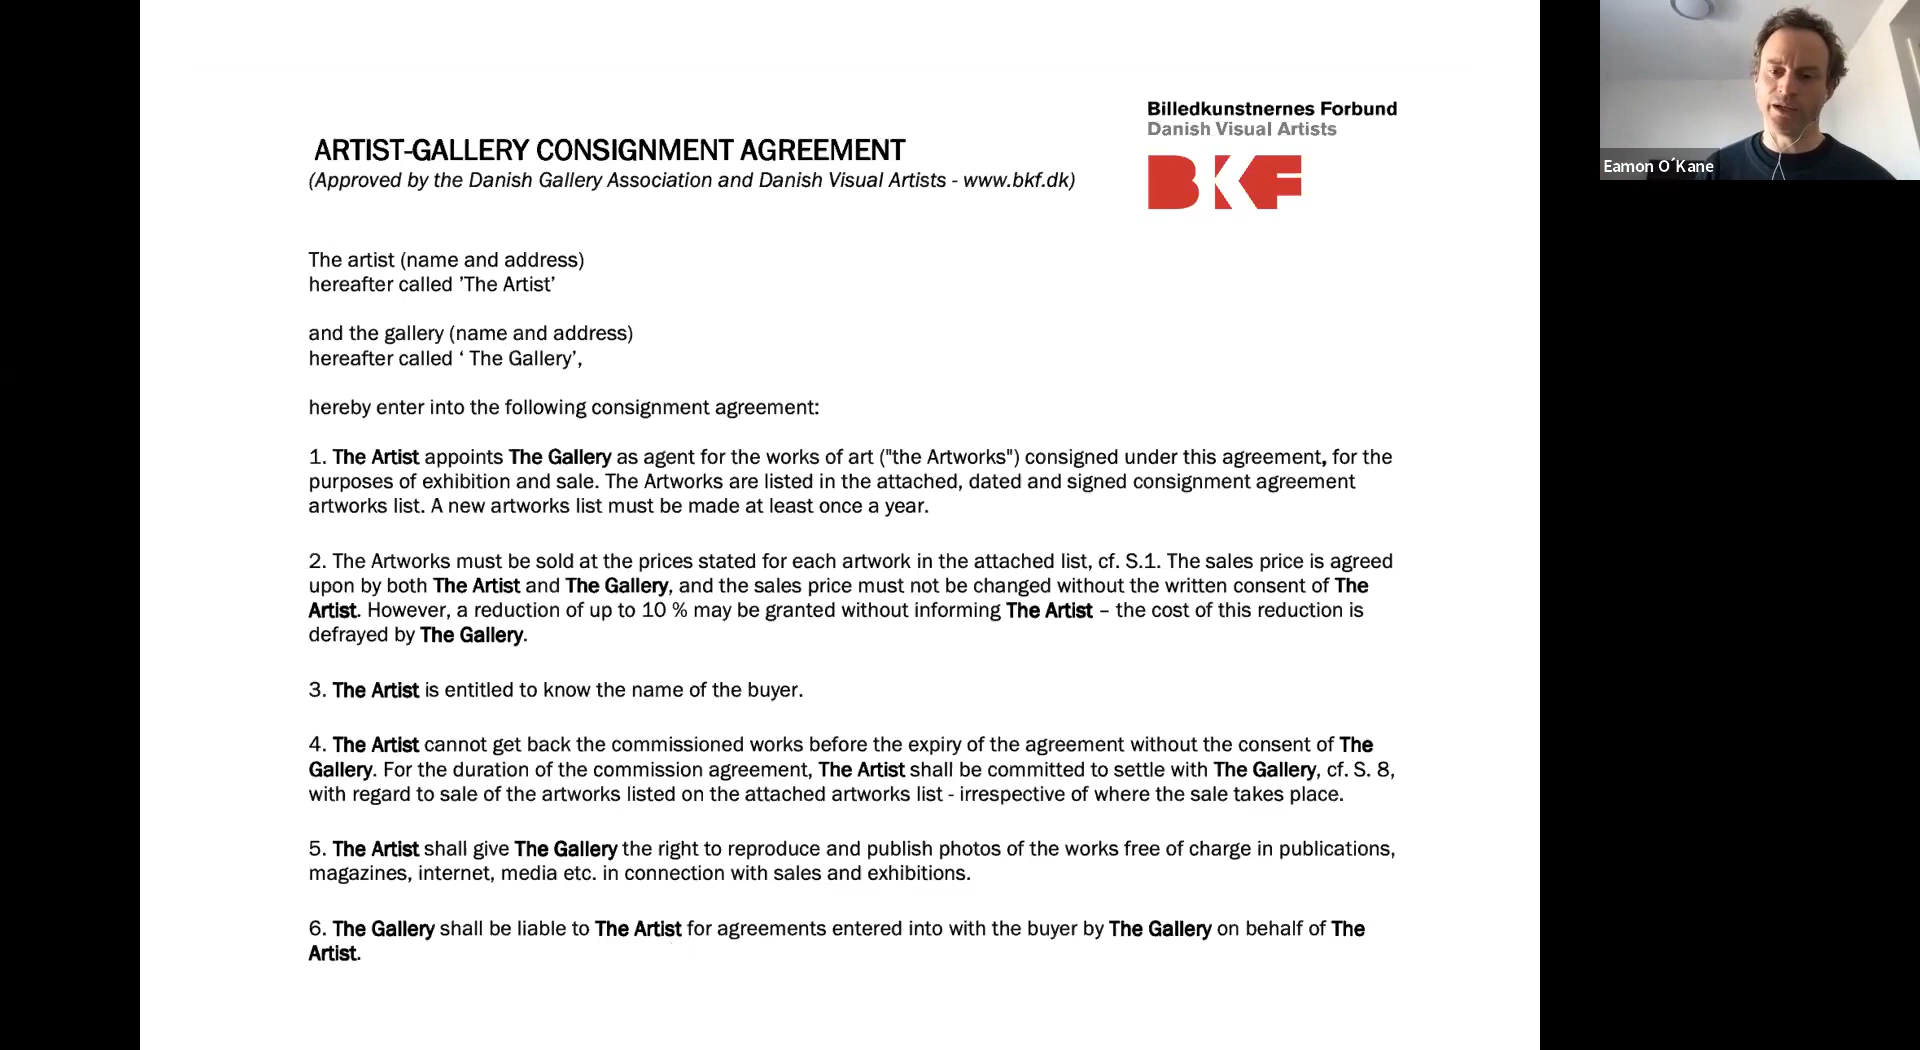 Billedkunstnernes Forbund
Danish Visual Artists
BKF
ARTIST-GALLERY CONSIGNMENT AGREEMENT
(Approved by the Danish Gallery Association and Danish Visual Artists - www.bkf.dk)
The artist (name and address)
hereafter called ’The Artist’
and the gallery (name and address)
hereafter called ‘ The Gallery’,
hereby enter into the following consignment agreement:
1. The Artist appoints The Gallery as agent for the works of art ("the Artworks") consigned under this agreement, for the
purposes of exhibition and sale. The Artworks are listed in the attached, dated and signed consignment agreement
artworks list. A new artworks list must be made at least once a year.
2. The Artworks must be sold at the prices stated for each artwork in the attached list, cf. S.1. The sales price is agreed
upon by both The Artist and The Gallery, and the sales price must not be changed without the written consent of The
Artist. However, a reduction of up to 10 % may be granted without informing The Artist – the cost of this reduction is
defrayed by The Gallery.
3. The Artist is entitled to know the name of the buyer.
4. The Artist cannot get back the commissioned works before the expiry of the agreement without the consent of The
Gallery. For the duration of the commission agreement, The Artist shall be committed to settle with The Gallery, cf. S. 8,
with regard to sale of the artworks listed on the attached artworks list - irrespective of where the sale takes place.
5. The Artist shall give The Gallery the right to reproduce and publish photos of the works free of charge in publications,
magazines, internet, media etc. in connection with sales and exhibitions.
6. The Gallery shall be liable to The Artist for agreements entered into with the buyer by The Gallery on behalf of The
Artist.
Eamon O´Kane